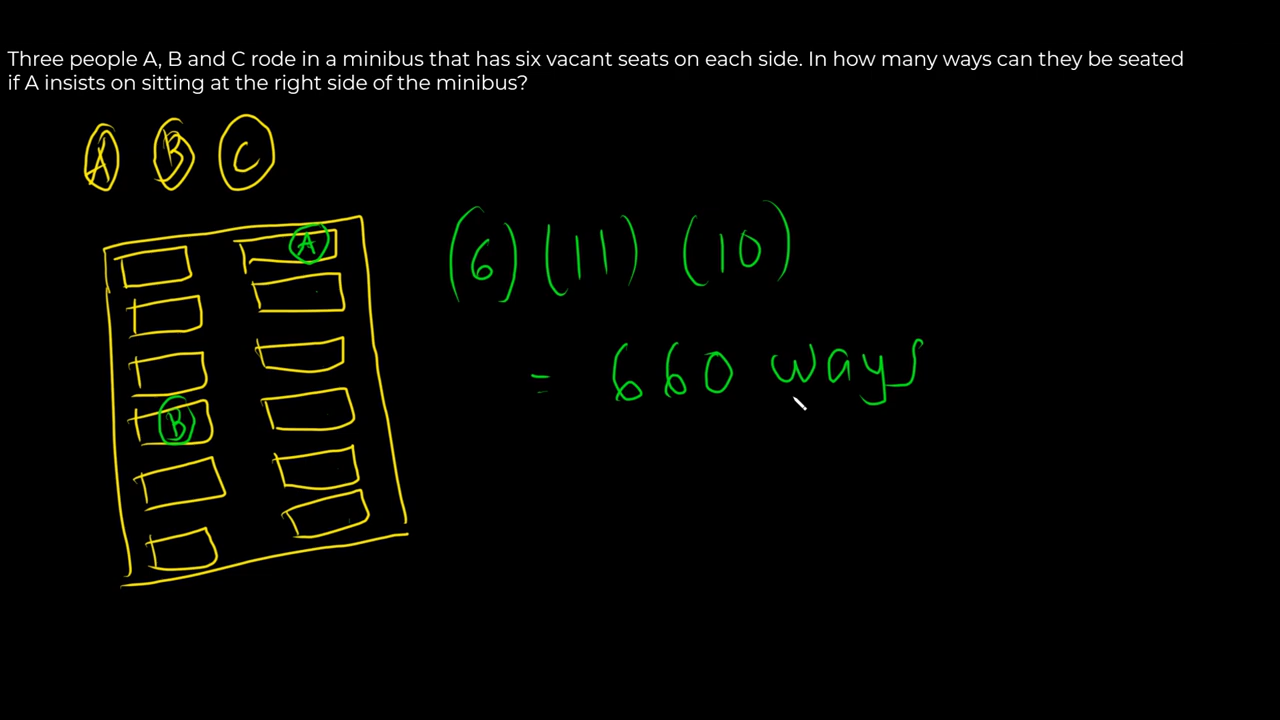 Three people A, B and C rode in a minibus that has six vacant seats on each side. In how many ways can they be seated
if A insists on sitting at the right side of the minibus?
A B C
A
(6) (11) (10)
= 660 ways
B